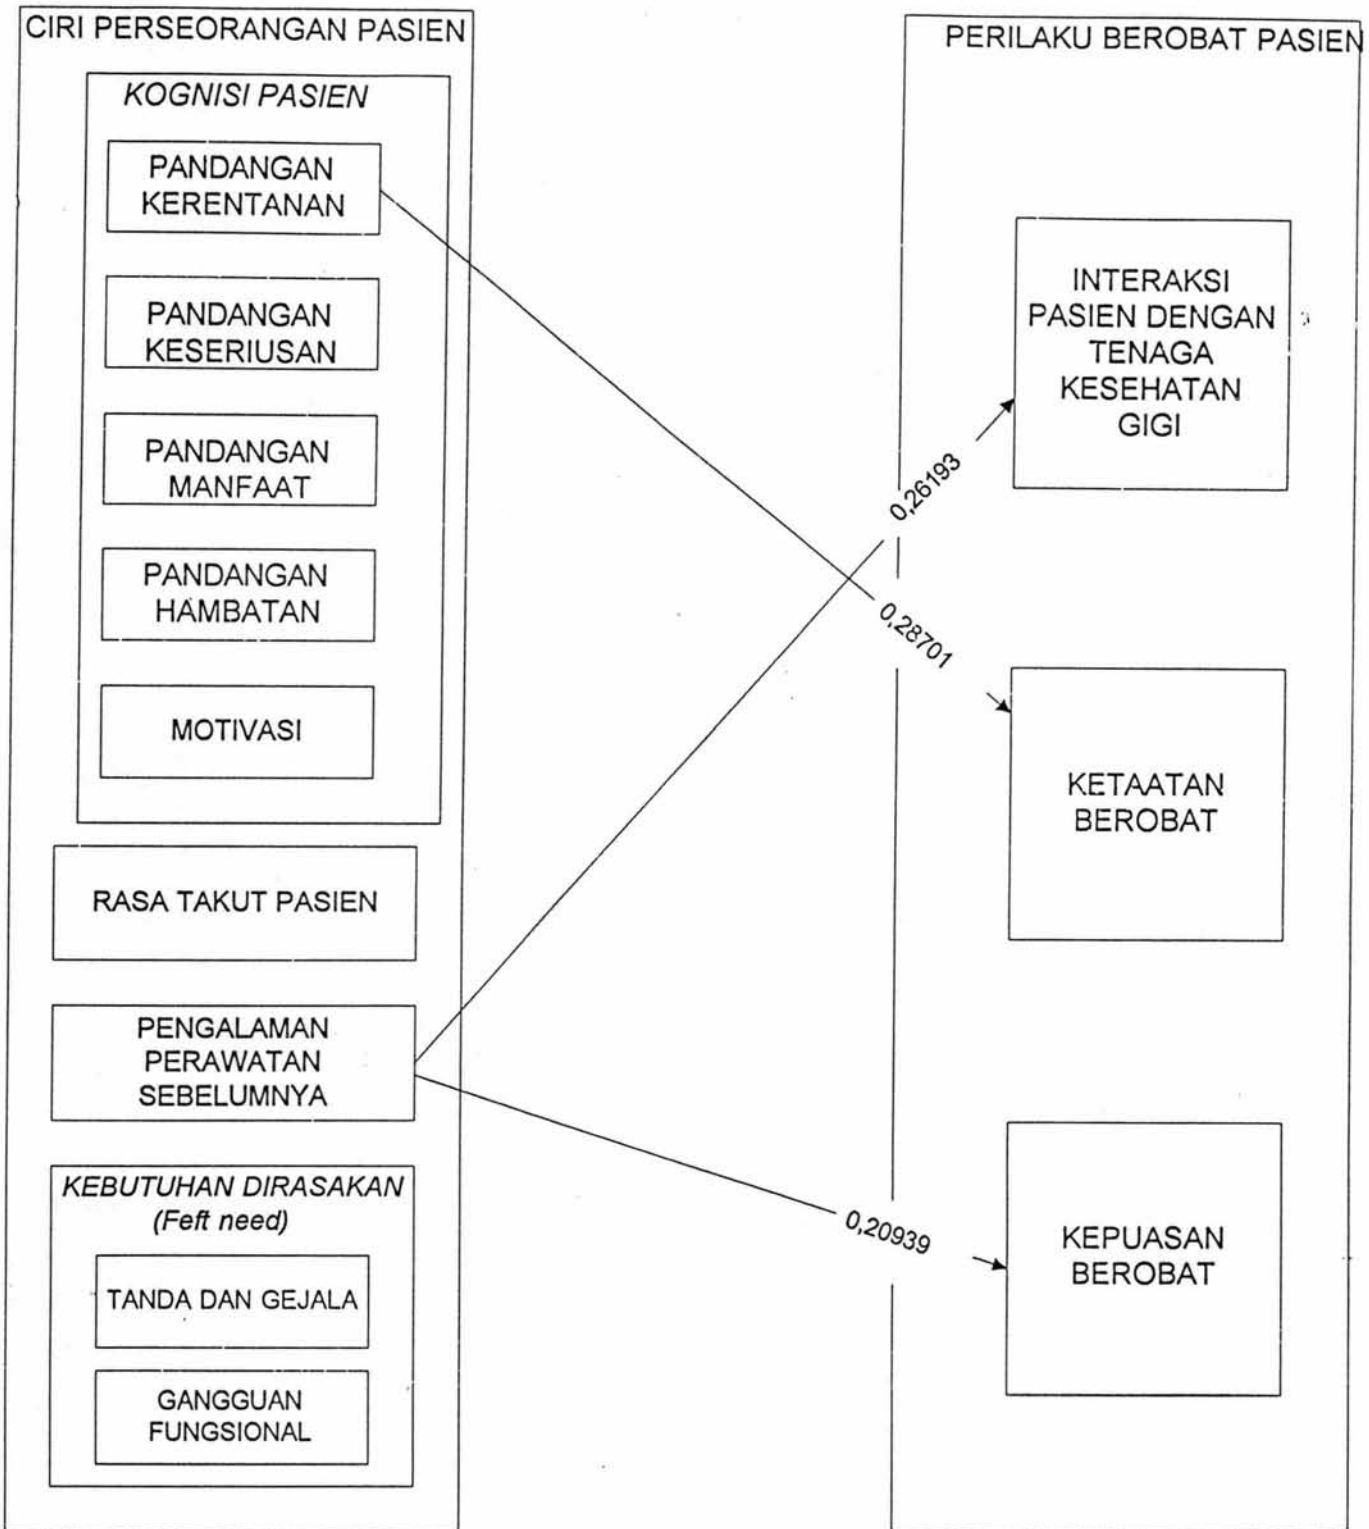 CIRI PERSEORANGAN PASIEN
KOGNISI PASIEN
PANDANGAN
KERENTANAN
PANDANGAN
KESERIUSAN
PANDANGAN
MANFAAT
PANDANGAN
HAMBATAN
MOTIVASI
RASA TAKUT PASIEN
PENGALAMAN
PERAWATAN
SEBELUMNYA
KEBUTUHAN DIRASAKAN
(Feft need)
TANDA DAN GEJALA
GANGGUAN
FUNGSIONAL
0,26193
0,28701
0,20939
PERILAKU BEROBAT PASIEN
INTERAKSI
PASIEN DENGAN
TENAGA
KESEHATAN
GIGI
KETAATAN
BEROBAT
KEPUASAN
BEROBAT